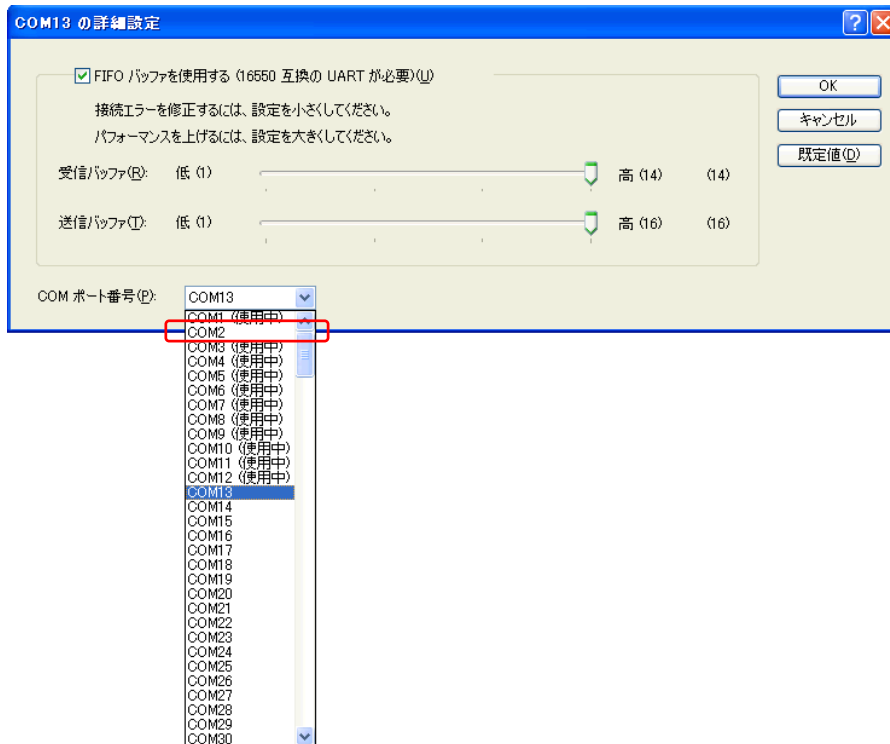 COM13 の詳細設定
FIFO バッファを使用する (16550 互換の UART が必要)(U)
接続エラーを修正するには、設定を小さくしてください。
パフォーマンスを上げるには、設定を大きくしてください。
受信バッファ(R): 低 (1) 高 (14) (14)
送信バッファ(T): 低 (1) 高 (16) (16)
OK
キャンセル
既定値(D)
COM ポート番号(P): COM13
COM1 (使用中)
COM2
COM3 (使用中)
COM4 (使用中)
COM5 (使用中)
COM6 (使用中)
COM7 (使用中)
COM8 (使用中)
COM9 (使用中)
COM10 (使用中)
COM11 (使用中)
COM12 (使用中)
COM13
COM14
COM15
COM16
COM17
COM18
COM19
COM20
COM21
COM22
COM23
COM24
COM25
COM26
COM27
COM28
COM29
COM30